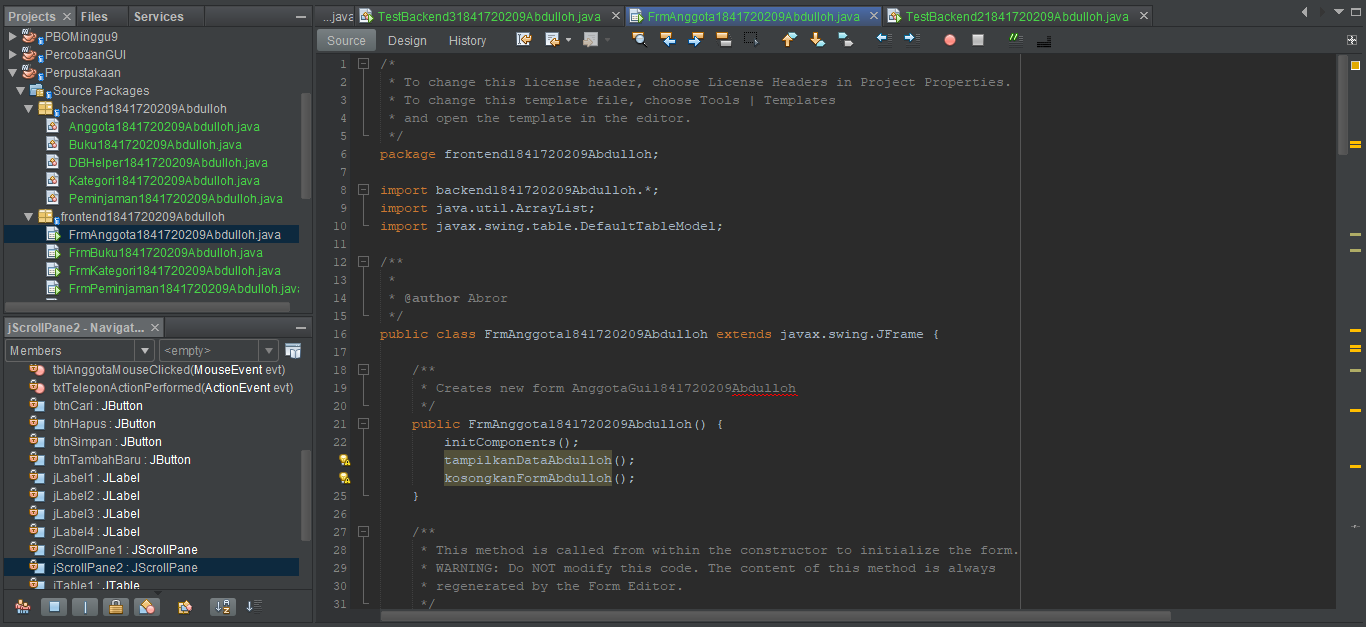 Projects
Files
Services
PBOMinggu9
PercobaanGUI
Perpustakaan
Source Packages
backend1841720209Abdulloh
Anggota1841720209Abdulloh.java
Buku1841720209Abdulloh.java
DBHelper1841720209Abdulloh.java
Kategori1841720209Abdulloh.java
Peminjaman1841720209Abdulloh.java
frontend1841720209Abdulloh
FrmAnggota1841720209Abdulloh.java
FrmBuku1841720209Abdulloh.java
FrmKategori1841720209Abdulloh.java
FrmPeminjaman1841720209Abdulloh.java
jScrollPane2 - Navigat...
Members
<empty>
tblAnggotaMouseClicked(MouseEvent evt)
txtTeleponActionPerformed(ActionEvent evt)
btnCari : JButton
btnHapus : JButton
btnSimpan : JButton
btnTambahBaru : JButton
jLabel1 : JLabel
jLabel2 : JLabel
jLabel3 : JLabel
jLabel4 : JLabel
jScrollPane1 : JScrollPane
jScrollPane2 : JScrollPane
jTable1 : JTable
...java
TestBackend31841720209Abdulloh.java
FrmAnggota1841720209Abdulloh.java
TestBackend21841720209Abdulloh.java
Source
Design
History
1 /*
2 * To change this license header, choose License Headers in Project Properties.
3 * To change this template file, choose Tools | Templates
4 * and open the template in the editor.
5 */
6 package frontend1841720209Abdulloh;
7
8 import backend1841720209Abdulloh.*;
9 import java.util.ArrayList;
10 import javax.swing.table.DefaultTableModel;
11
12 /**
13 *
14 * @author Abror
15 */
16 public class FrmAnggota1841720209Abdulloh extends javax.swing.JFrame {
17
18 /**
19 * Creates new form AnggotaGui1841720209Abdulloh
20 */
21 public FrmAnggota1841720209Abdulloh() {
22 initComponents();
tampilkanDataAbdulloh();
kosongkanFormAbdulloh();
25 }
26
27 /**
28 * This method is called from within the constructor to initialize the form.
29 * WARNING: Do NOT modify this code. The content of this method is always
30 * regenerated by the Form Editor.
31 */